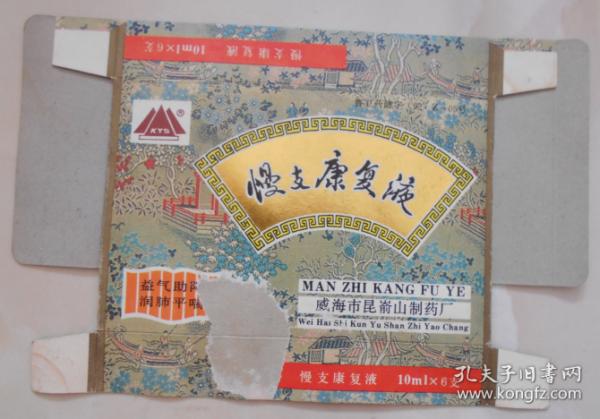 慢支康复液 10ml×6支
KYS
慢支康复液
益气助阳
润肺平喘
MAN ZHI KANG FU YE
威海市昆嵛山制药厂
Wei Hai Shi Kun Yu Shan Zhi Yao Chang
慢支康复液 10ml×6支
孔夫子旧书网
kongfz.com